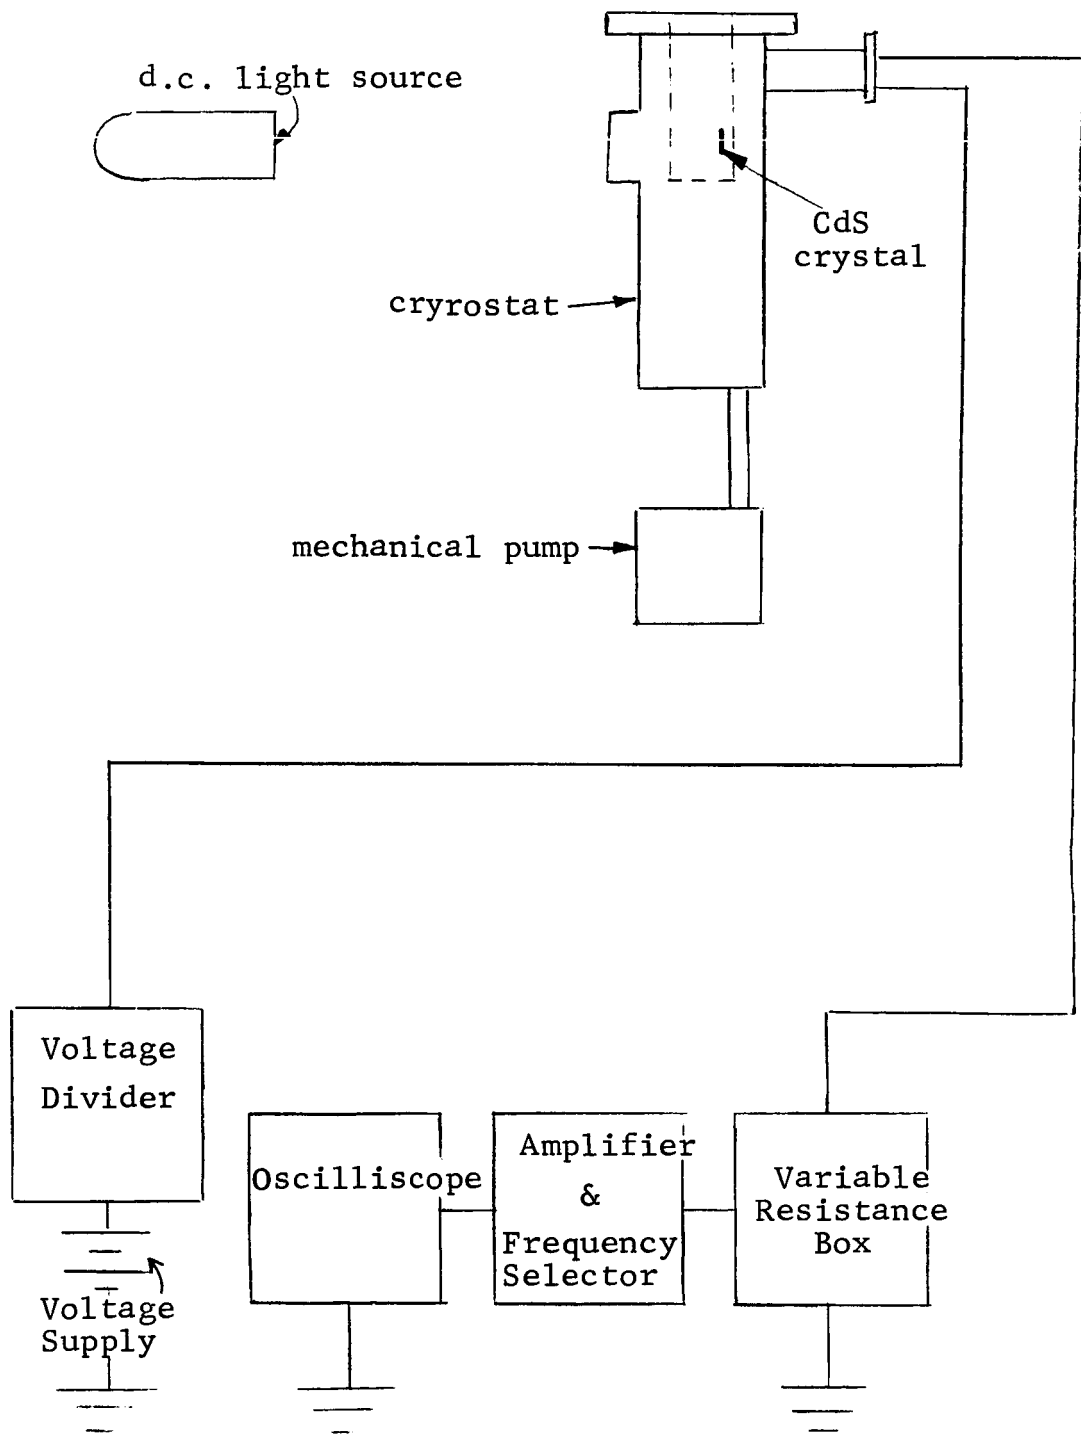 d.c. light source
CdS
crystal
cryrostat
mechanical pump
Voltage
Divider
Oscilliscope
Amplifier
&
Frequency
Selector
Variable
Resistance
Box
Voltage
Supply